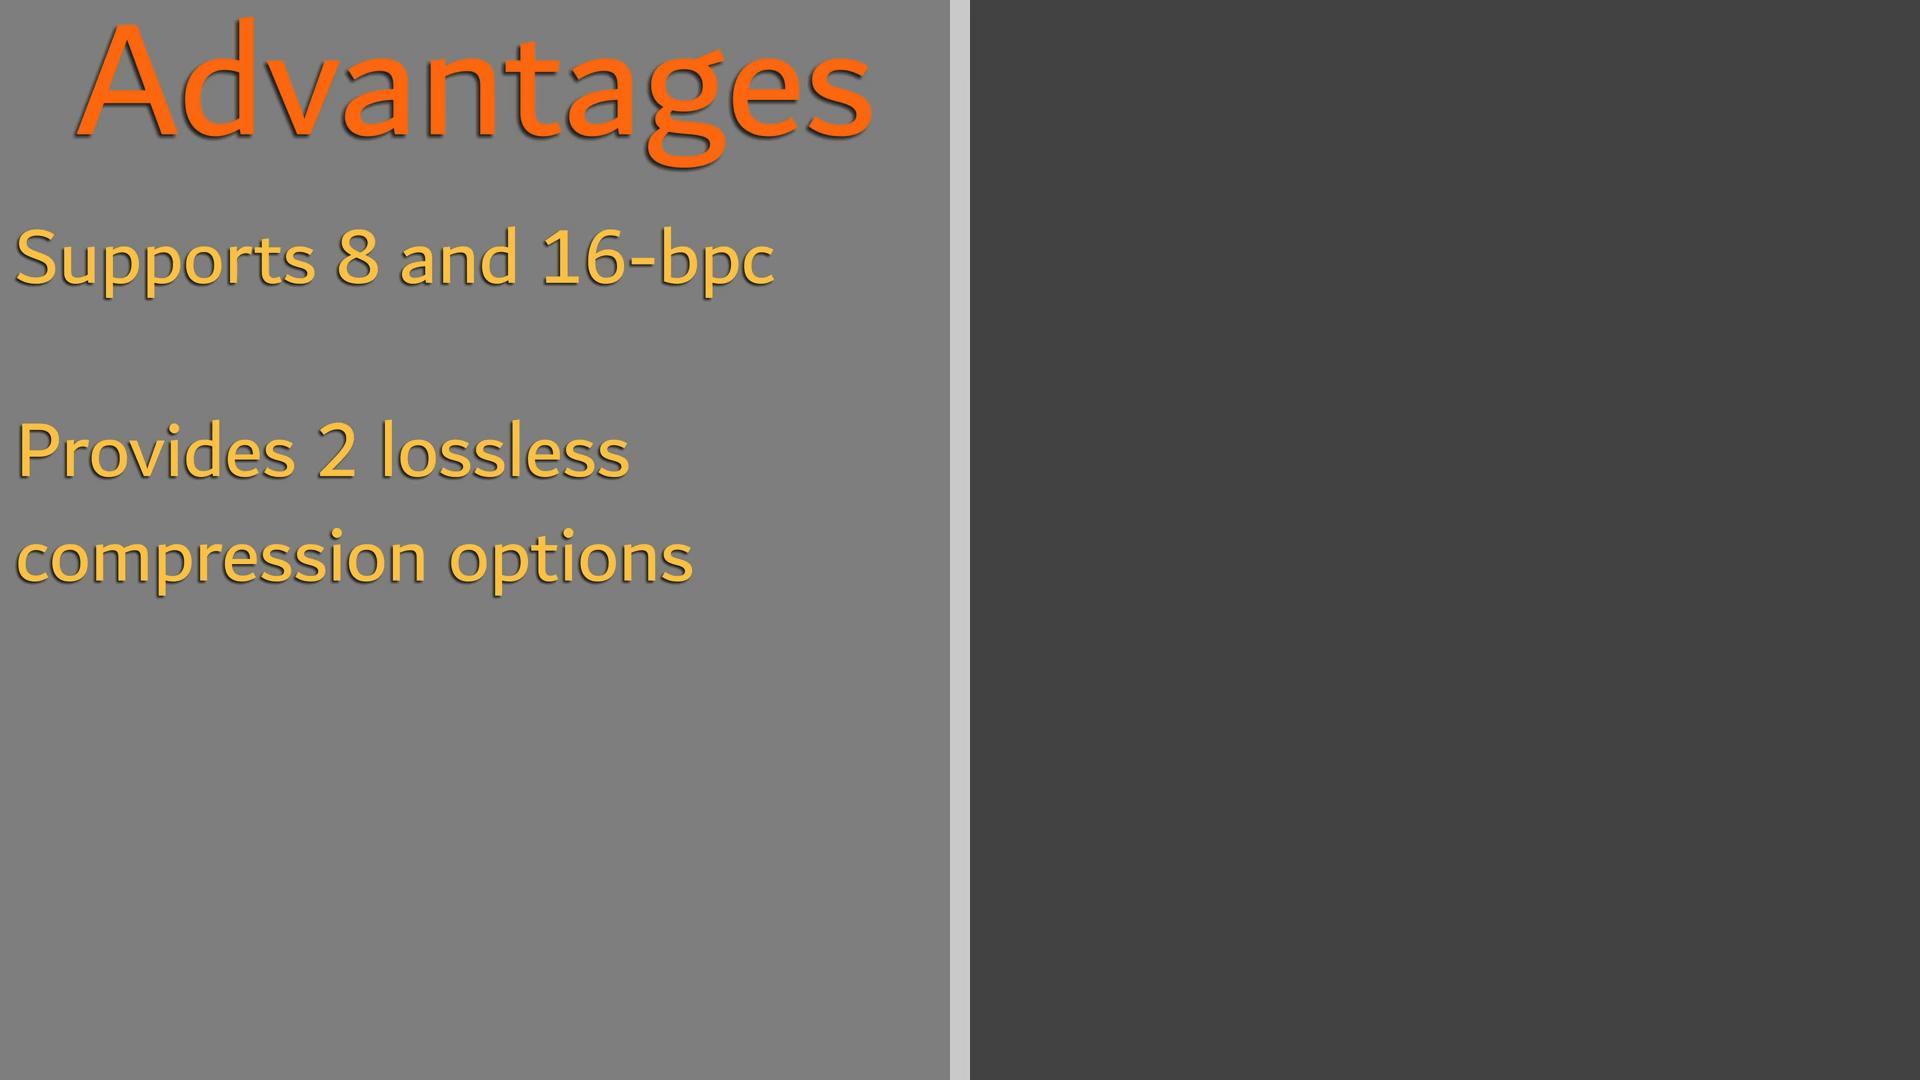 Advantages
Supports 8 and 16-bpc
Provides 2 lossless
compression options